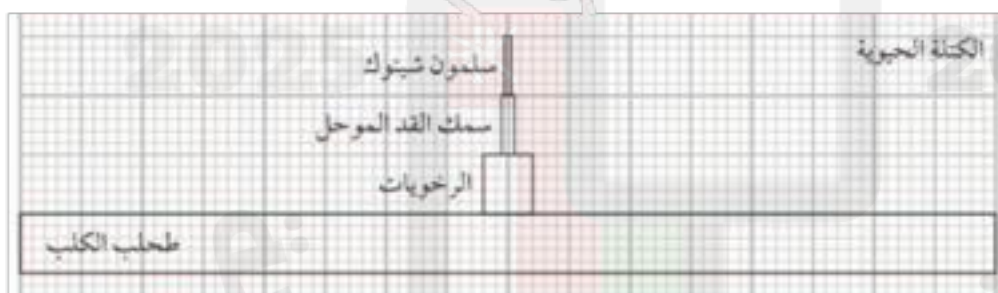 الكتلة الحيوية
سلمون شينوك
سمك القد الموحل
الرخويات
طحلب الكلب